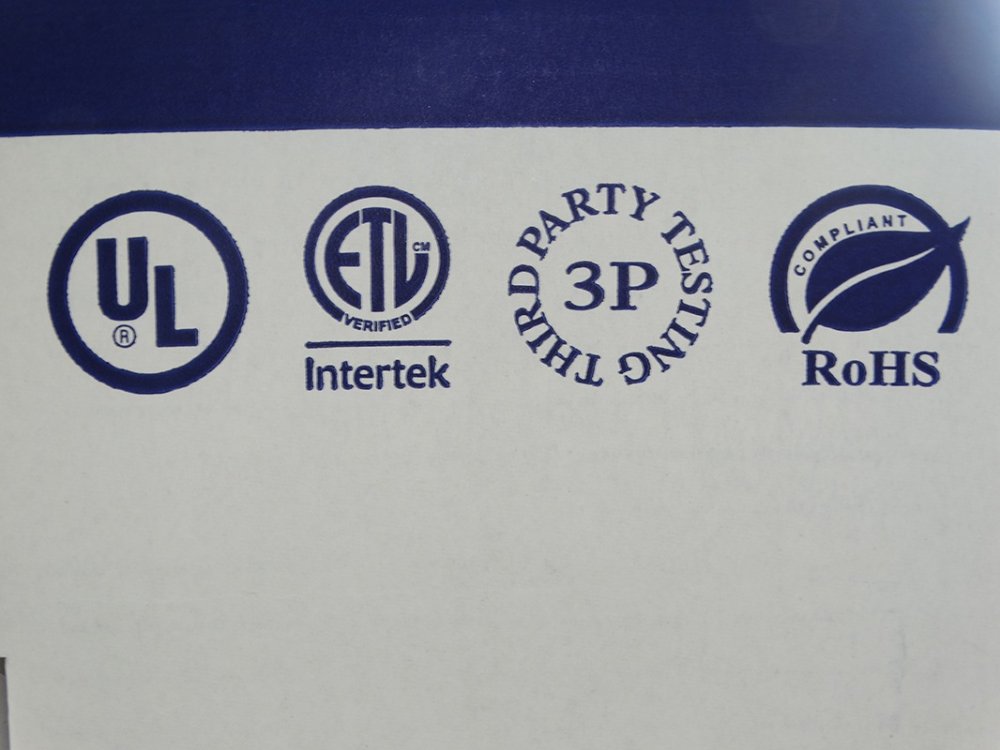 UL
®
ETL CM
VERIFIED
Intertek
THIRD PARTY TESTING
3P
COMPLIANT
RoHS